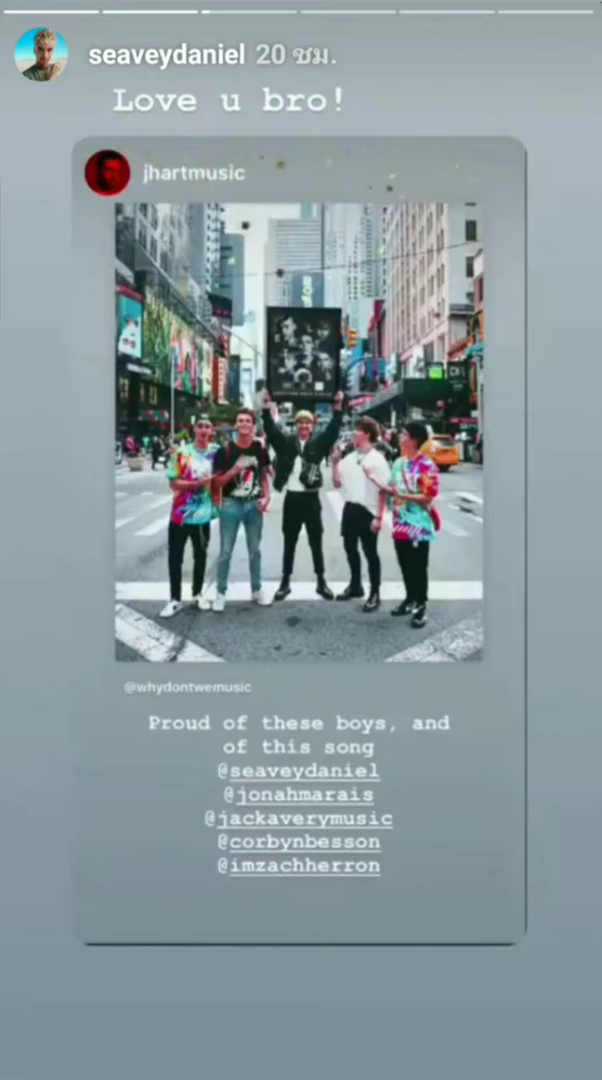 seaveydaniel 20 ชม.
Love u bro!
jhartmusic
@whydontwemusic
Proud of these boys, and
of this song
@seaveydaniel
@jonahmarais
@jackaverymusic
@corbynbesson
@imzachherron